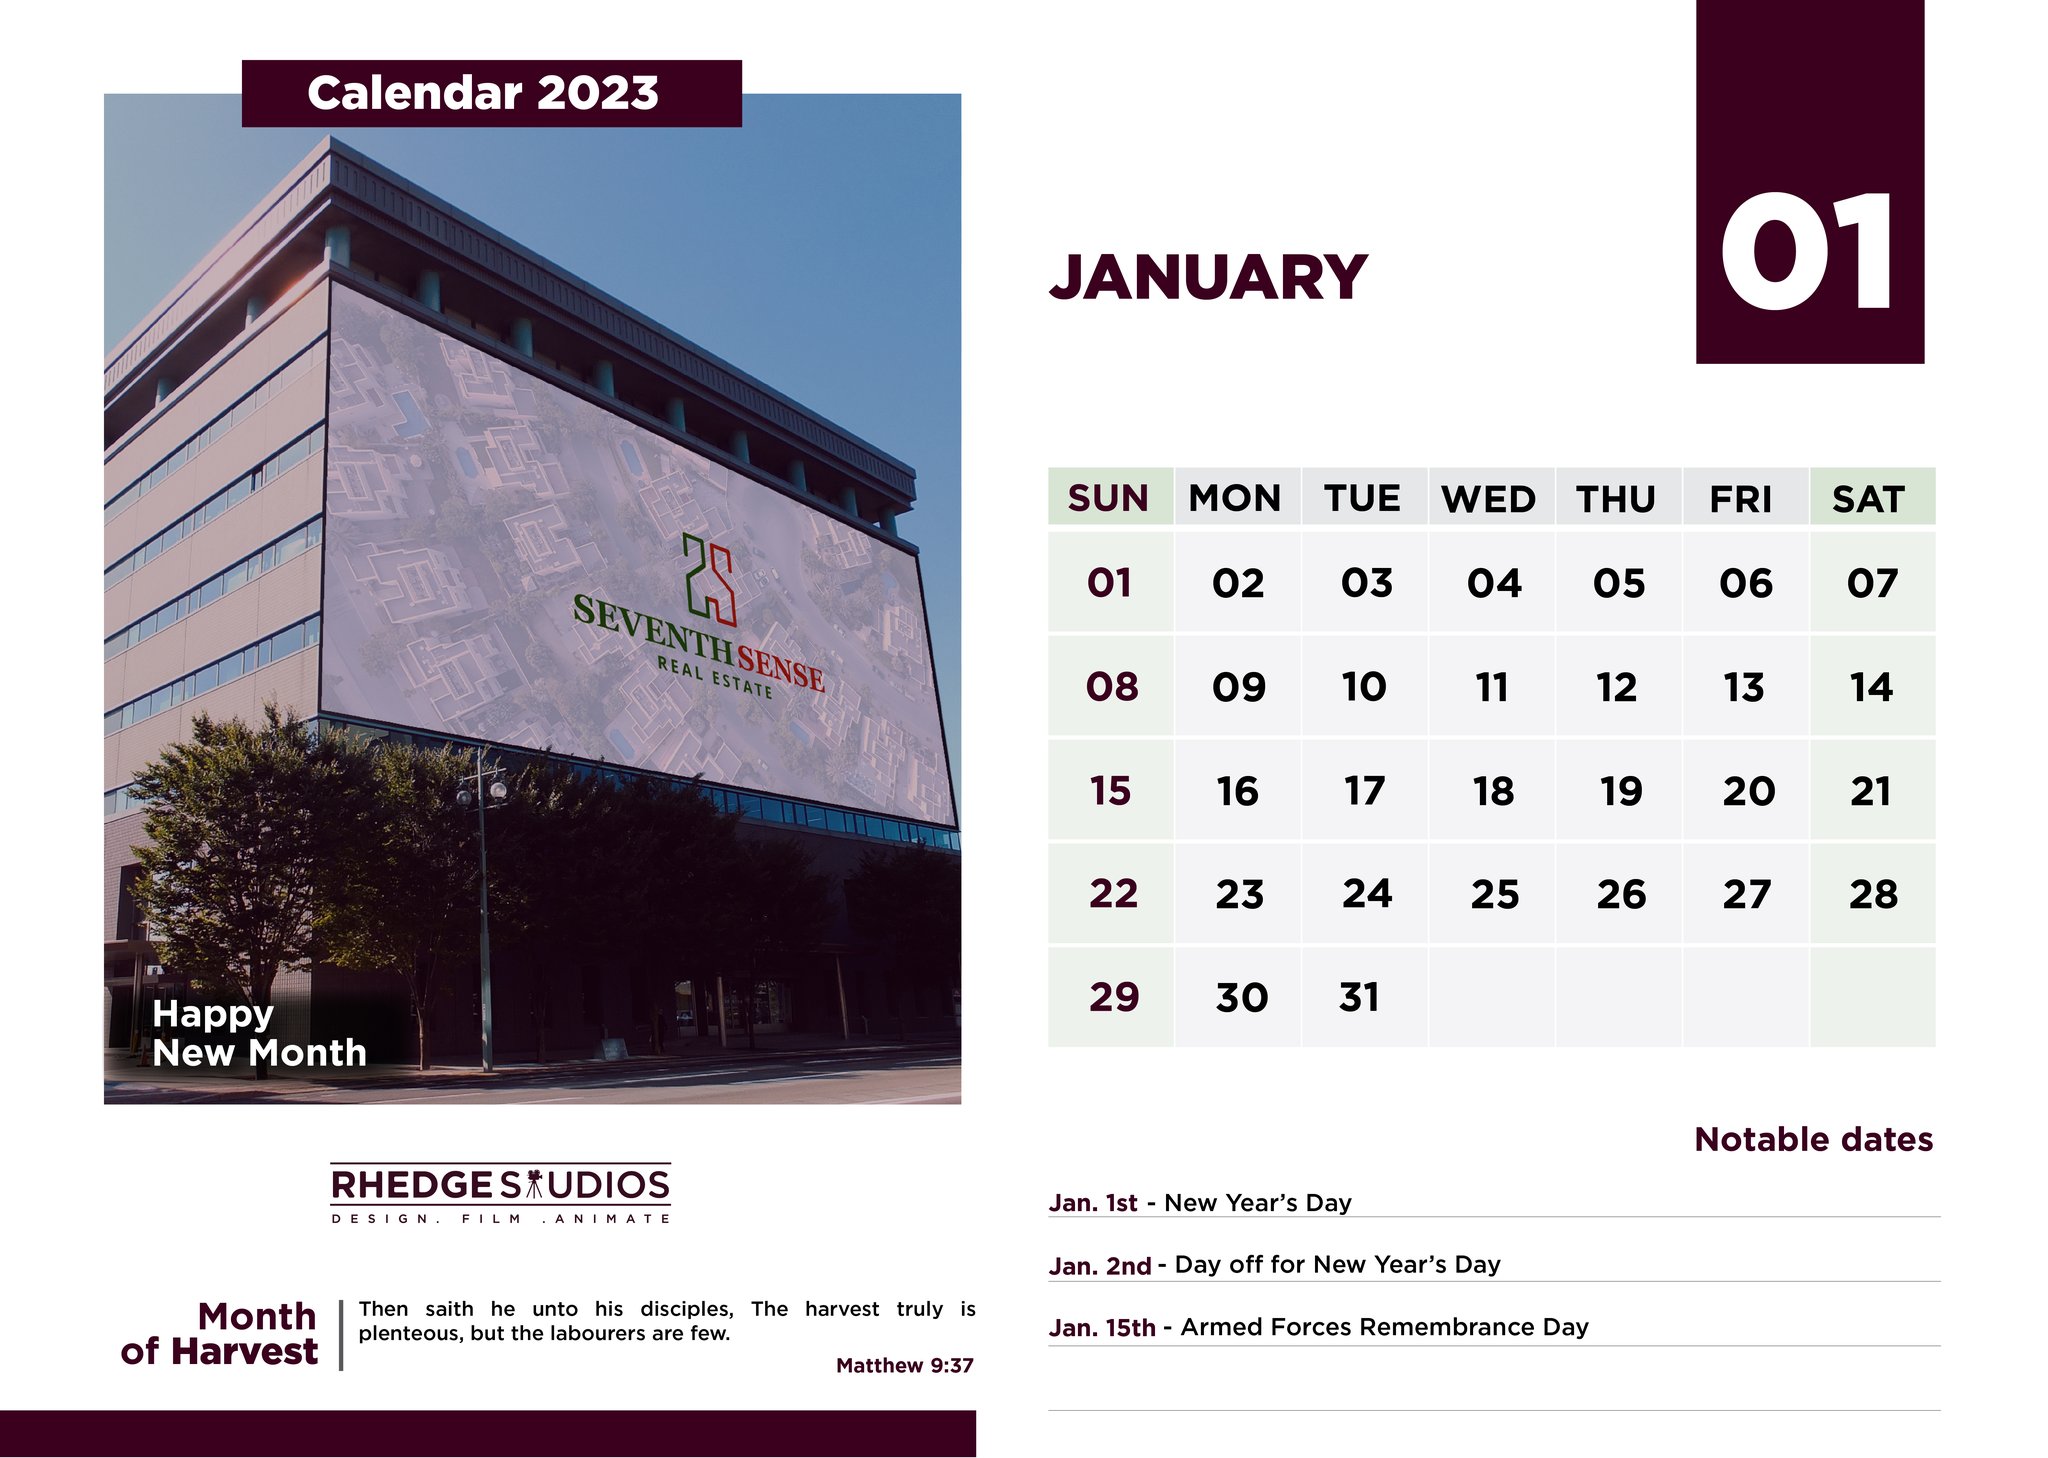 Calendar 2023
SEVENTH SENSE
REAL ESTATE
Happy
New Month
RHEDGE STUDIOS
DESIGN. FILM .ANIMATE
Month
of Harvest
Then saith he unto his disciples, The harvest truly is
plenteous, but the labourers are few.
Matthew 9:37
01
JANUARY
SUN MON TUE WED THU FRI SAT
01 02 03 04 05 06 07
08 09 10 11 12 13 14
15 16 17 18 19 20 21
22 23 24 25 26 27 28
29 30 31
Notable dates
Jan. 1st - New Year’s Day
Jan. 2nd - Day off for New Year’s Day
Jan. 15th - Armed Forces Remembrance Day